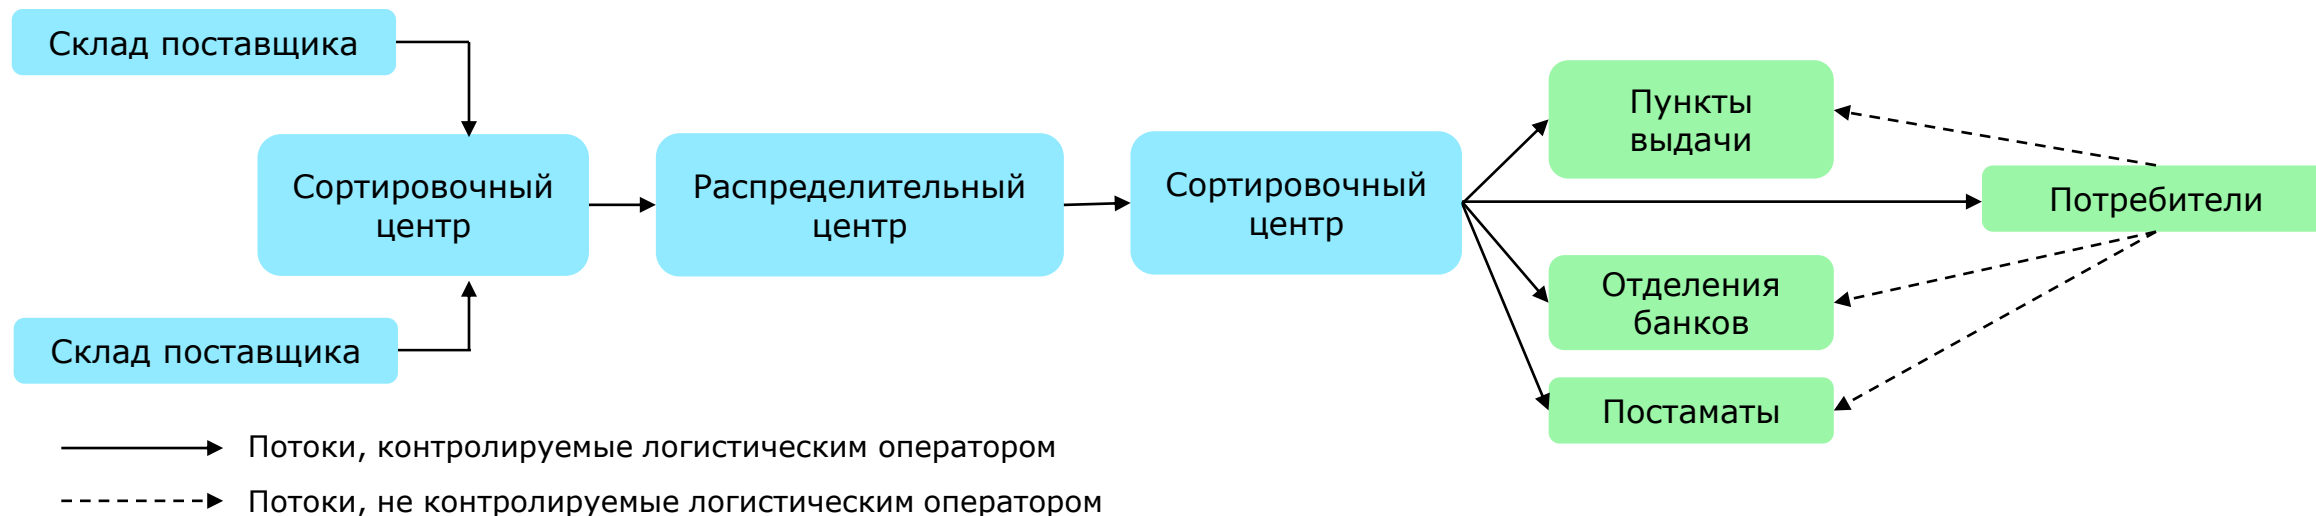 Склад поставщика
Сортировочный
центр
Склад поставщика
Распределительный
центр
Сортировочный
центр
Пункты
выдачи
Потребители
Отделения
банков
Постаматы
Потоки, контролируемые логистическим оператором
Потоки, не контролируемые логистическим оператором